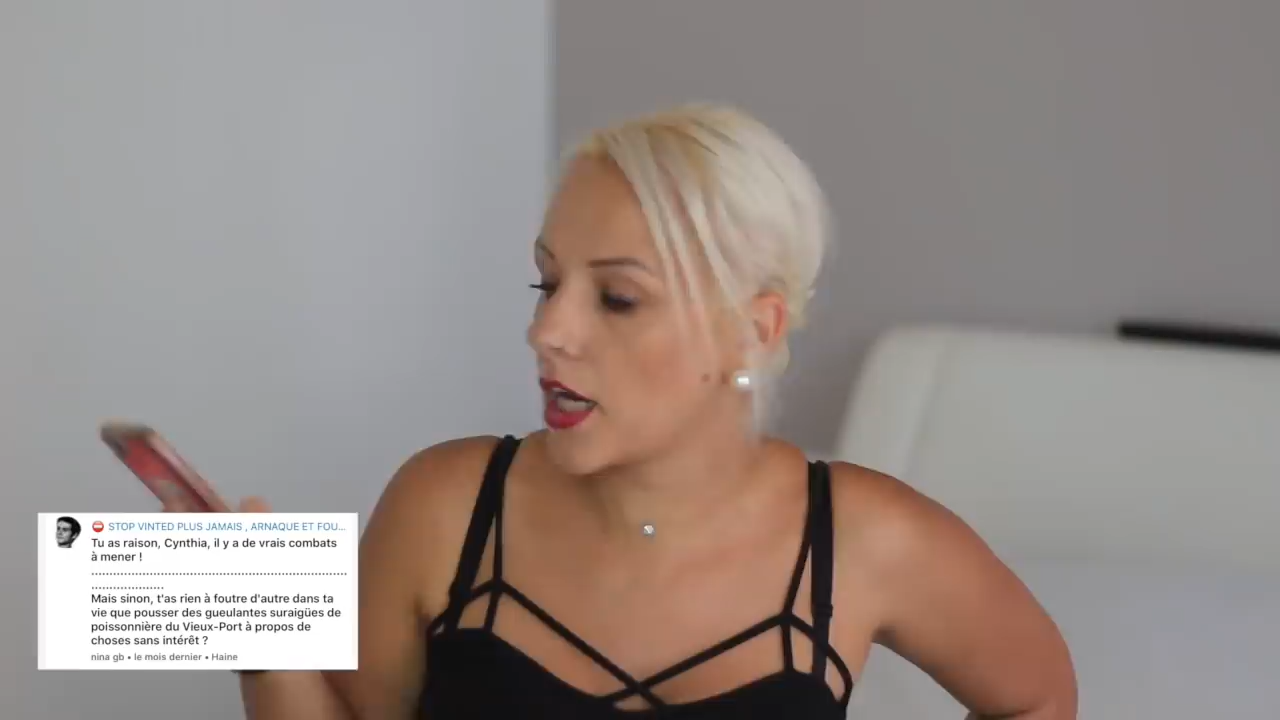 ⛔ STOP VINTED PLUS JAMAIS , ARNAQUE ET FOU...
Tu as raison, Cynthia, il y a de vrais combats
à mener !
.......................................................................
....................
Mais sinon, t'as rien à foutre d'autre dans ta
vie que pousser des gueulantes suraigües de
poissonnière du Vieux-Port à propos de
choses sans intérêt ?
nina gb • le mois dernier • Haine